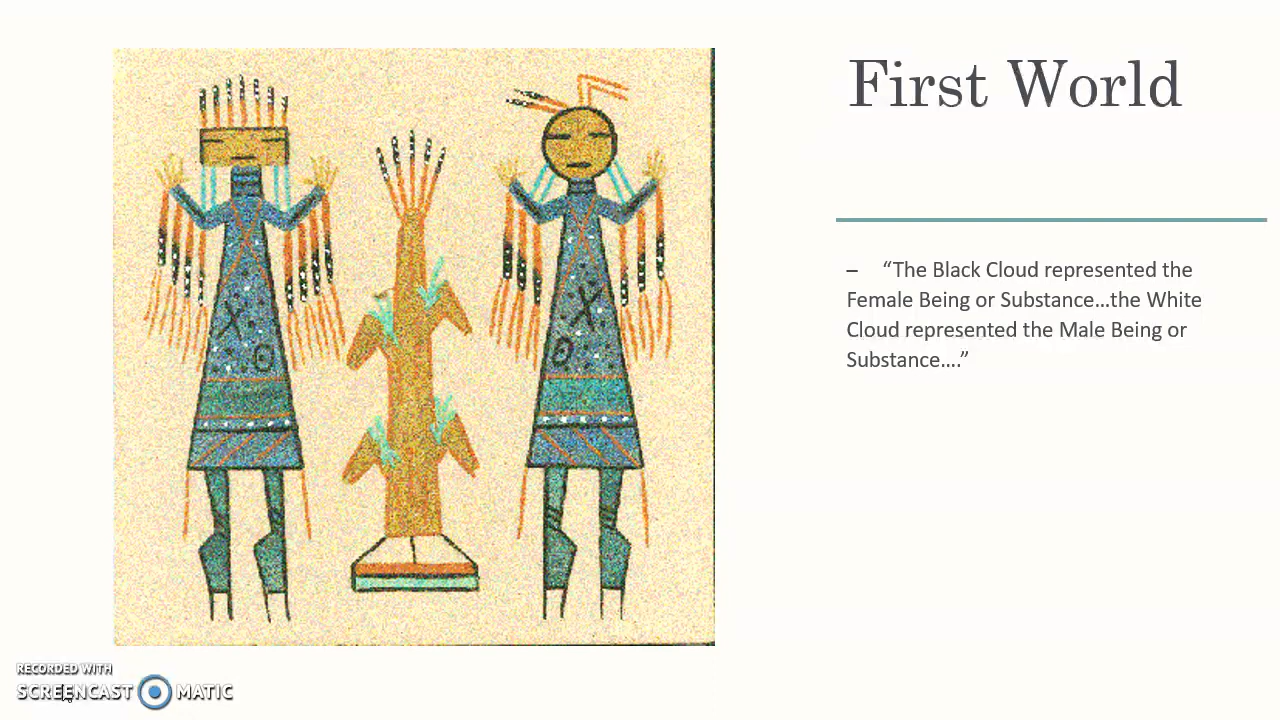 First World
– “The Black Cloud represented the
Female Being or Substance…the White
Cloud represented the Male Being or
Substance….”
RECORDED WITH
SCREENCAST MATIC